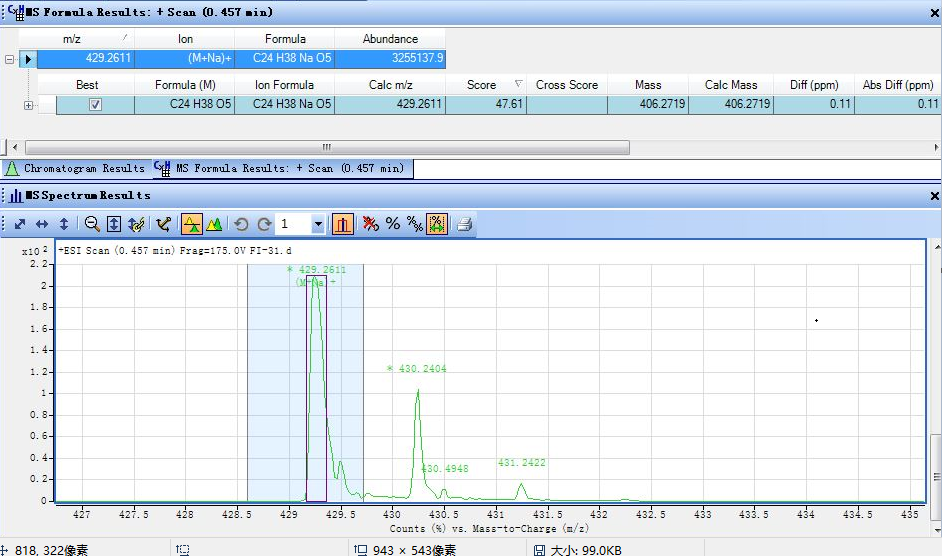 MS Formula Results: + Scan (0.457 min)
m/z Ion Formula Abundance
429.2611 (M+Na)+ C24 H38 Na O5 3255137.9
Best Formula (M) Ion Formula Calc m/z Score Cross Score Mass Calc Mass Diff (ppm) Abs Diff (ppm)
C24 H38 O5 C24 H38 Na O5 429.2611 47.61 406.2719 406.2719 0.11 0.11
Chromatogram Results MS Formula Results: + Scan (0.457 min)
MS Spectrum Results
1
x10 2 +ESI Scan (0.457 min) Frag=175.0V FI-31.d
2.2
* 429.2611
(M+Na)+
2
1.8
1.6
1.4
1.2
* 430.2404
1
0.8
0.6
0.4
430.4948
431.2422
0.2
0
427 427.5 428 428.5 429 429.5 430 430.5 431 431.5 432 432.5 433 433.5 434 434.5 435
Counts (%) vs. Mass-to-Charge (m/z)
818, 322像素 943 × 543像素 大小: 99.0KB